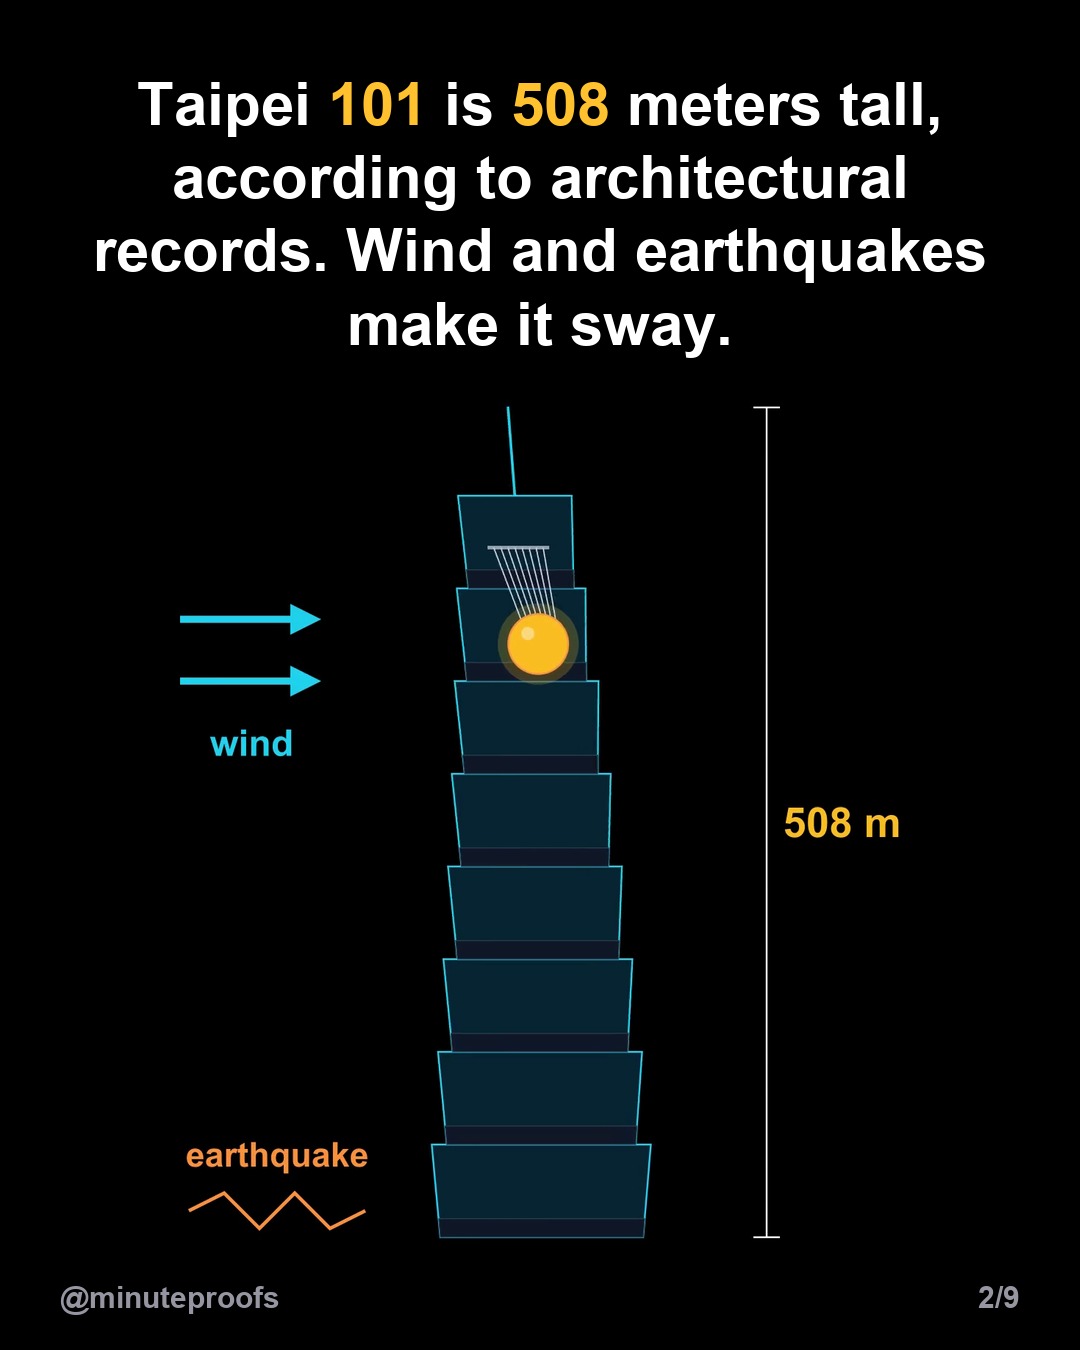 Taipei 101 is 508 meters tall,
according to architectural
records. Wind and earthquakes
make it sway.
wind
508 m
earthquake
@minuteproofs
2/9